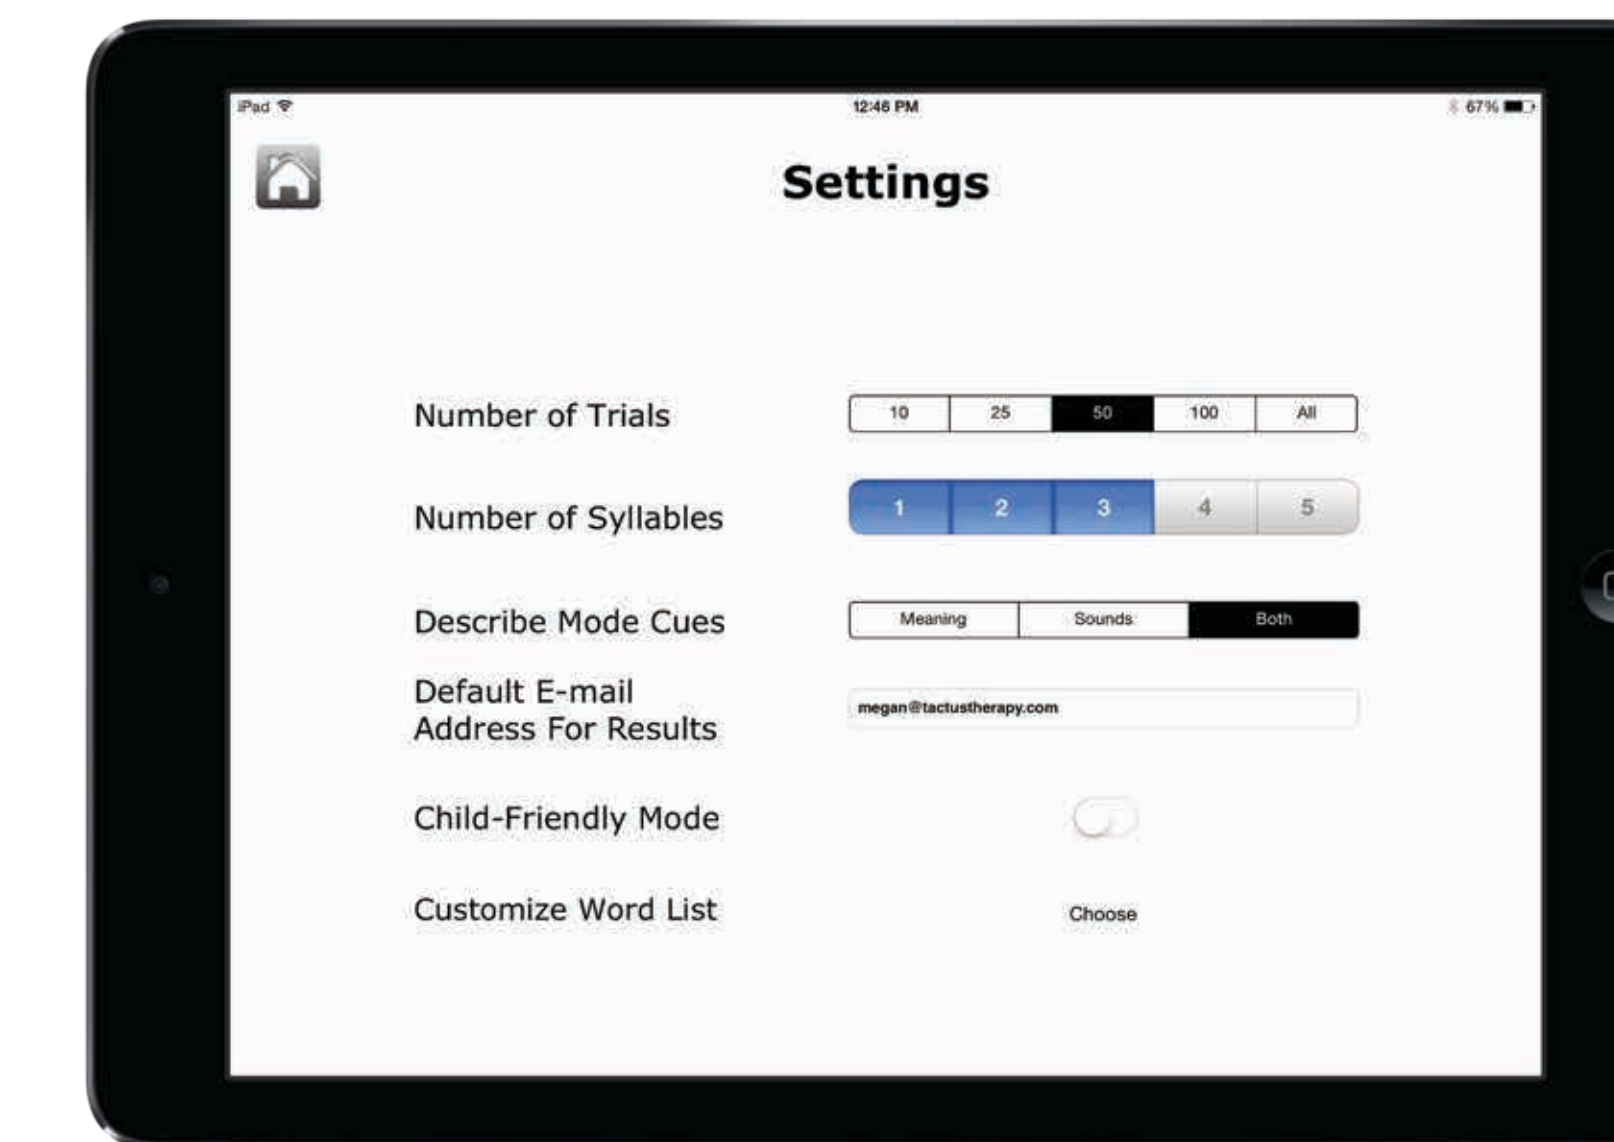 iPad 12:46 PM 67%
Settings
Number of Trials 10 25 50 100 All
Number of Syllables 1 2 3 4 5
Describe Mode Cues Meaning Sounds Both
Default E-mail
Address For Results
megan@tactustherapy.com
Child-Friendly Mode
Customize Word List Choose